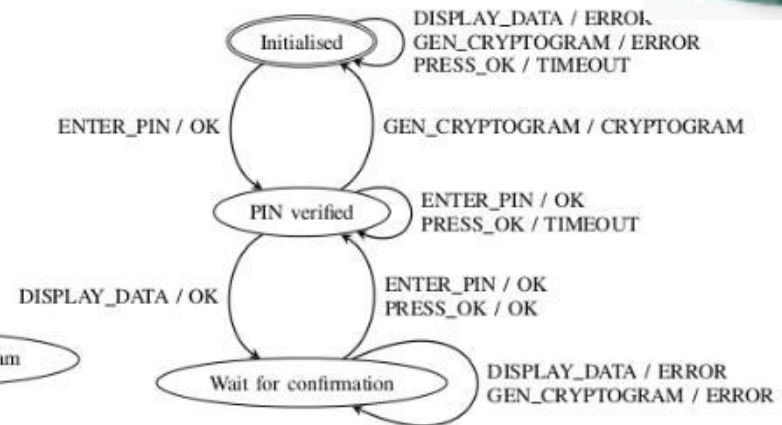 DISPLAY_DATA / ERROR
Initialised
GEN_CRYPTOGRAM / ERROR
PRESS_OK / TIMEOUT
ENTER_PIN / OK
GEN_CRYPTOGRAM / CRYPTOGRAM
ENTER_PIN / OK
PIN verified
PRESS_OK / TIMEOUT
DISPLAY_DATA / OK
ENTER_PIN / OK
PRESS_OK / OK
am
Wait for confirmation
DISPLAY_DATA / ERROR
GEN_CRYPTOGRAM / ERROR